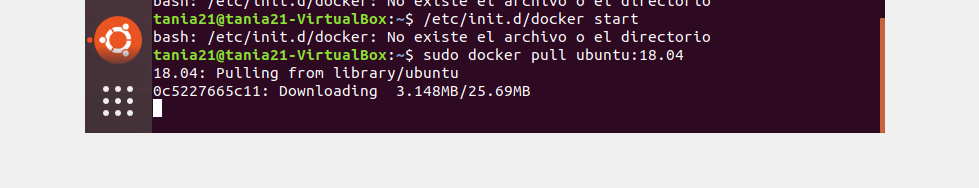 bash: /etc/init.d/docker: No existe el archivo o el directorio
tania21@tania21-VirtualBox:~$ /etc/init.d/docker start
bash: /etc/init.d/docker: No existe el archivo o el directorio
tania21@tania21-VirtualBox:~$ sudo docker pull ubuntu:18.04
18.04: Pulling from library/ubuntu
0c5227665c11: Downloading  3.148MB/25.69MB